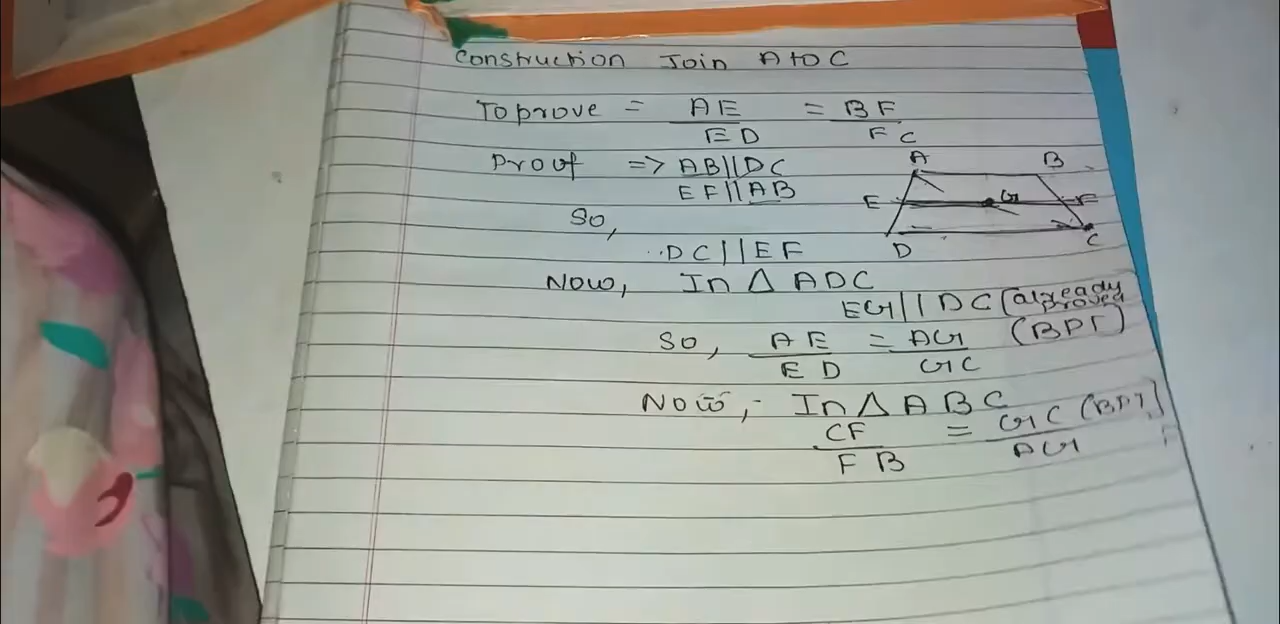 Construction Join A to C
To prove = AE/ED = BF/FC
Proof => AB||DC
EF||AB
A B
E G F
D C
So,
DC||EF
Now, In △ ADC
EG||DC (already proved
So, AE/ED = AG/GC (BPT)
Now, In △ ABC
CF/FB = GC/AG (BPT)